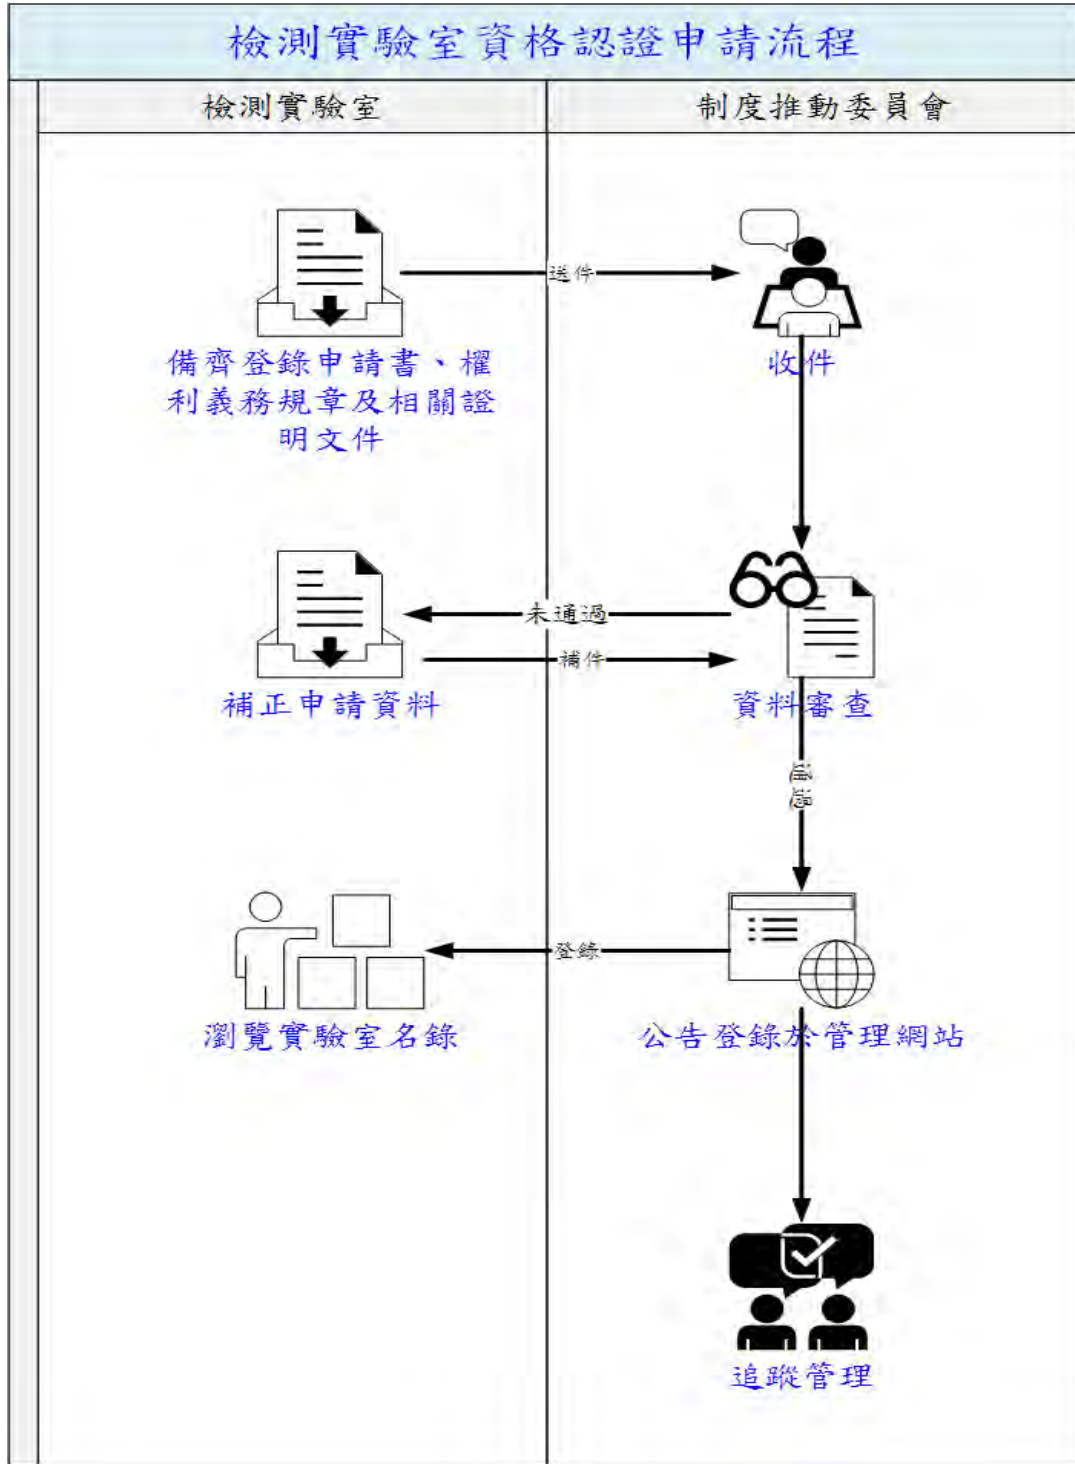 檢測實驗室資格認證申請流程
檢測實驗室
制度推動委員會
送件
備齊登錄申請書、權
利義務規章及相關證
明文件
收件
未通過
補件
補正申請資料
資料審查
登錄
瀏覽實驗室名錄
公告登錄於管理網站
追蹤管理